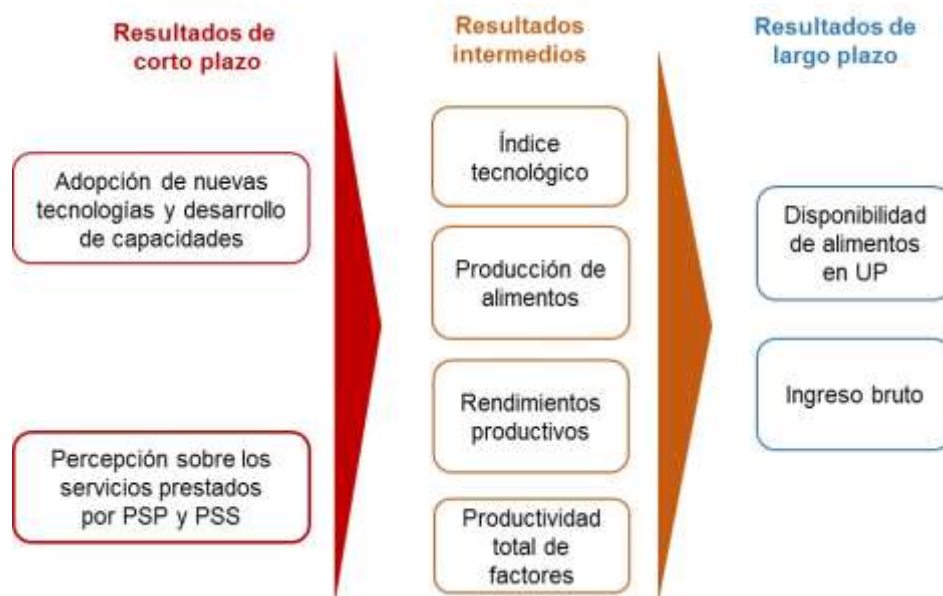 Resultados de
corto plazo
Adopción de nuevas
tecnologías y desarrollo
de capacidades
Percepción sobre los
servicios prestados
por PSP y PSS
Resultados
intermedios
Índice
tecnológico
Producción de
alimentos
Rendimientos
productivos
Productividad
total de
factores
Resultados de
largo plazo
Disponibilidad
de alimentos
en UP
Ingreso bruto